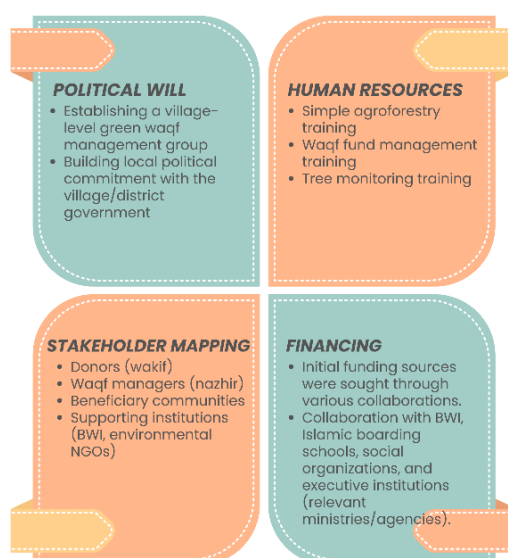 POLITICAL WILL
• Establishing a village-
level green waqf
management group
• Building local political
commitment with the
village/district
government
HUMAN RESOURCES
• Simple agroforestry
training
• Waqf fund management
training
• Tree monitoring training
STAKEHOLDER MAPPING
• Donors (wakif)
• Waqf managers (nazhir)
• Beneficiary communities
• Supporting institutions
(BWI, environmental
NGOs)
FINANCING
• Initial funding sources
were sought through
various collaborations.
• Collaboration with BWI,
Islamic boarding
schools, social
organizations, and
executive institutions
(relevant
ministries/agencies).